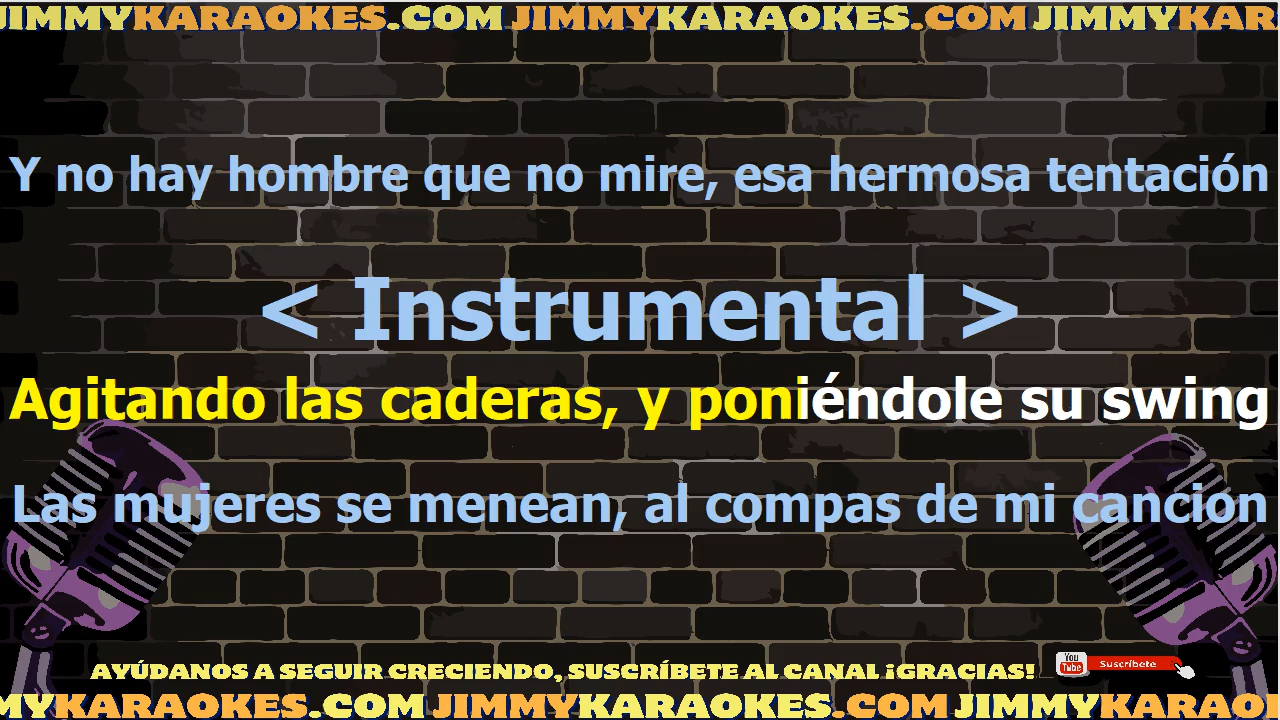 JIMMYKARAOKES.COM JIMMYKARAOKES.COM JIMMYKAR
Y no hay hombre que no mire, esa hermosa tentación
< Instrumental >
Agitando las caderas, y poniéndole su swing
Las mujeres se menean, al compas de mi cancion
AYÚDANOS A SEGUIR CRECIENDO, SUSCRÍBETE AL CANAL ¡GRACIAS!
You Tube Suscríbete
MYKARAOKES.COM JIMMYKARAOKES.COM JIMMYKARAO